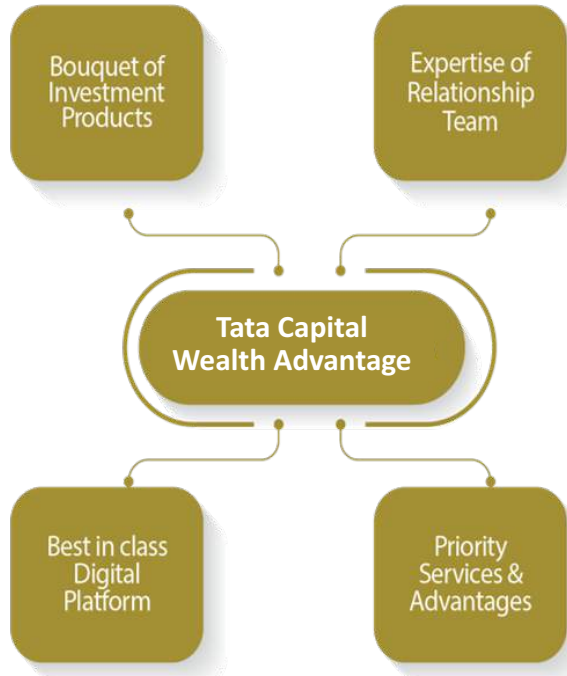 Bouquet of
Investment
Products
Expertise of
Relationship
Team
Tata Capital
Wealth Advantage
Best in class
Digital
Platform
Priority
Services &
Advantages